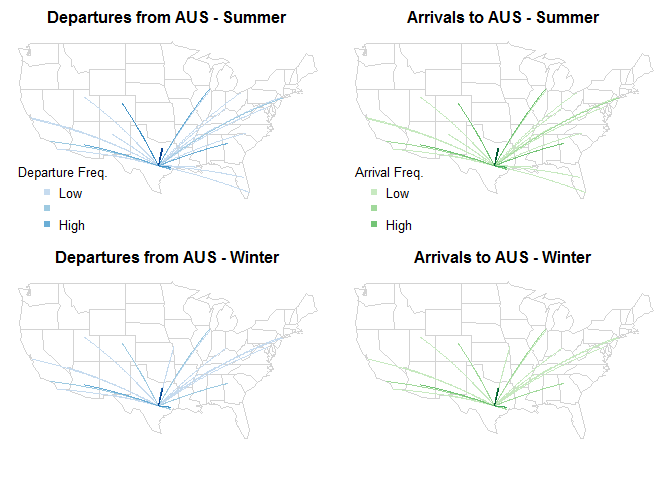 Departures from AUS - Summer
Arrivals to AUS - Summer
Departure Freq.
Low
High
Arrival Freq.
Low
High
Departures from AUS - Winter
Arrivals to AUS - Winter